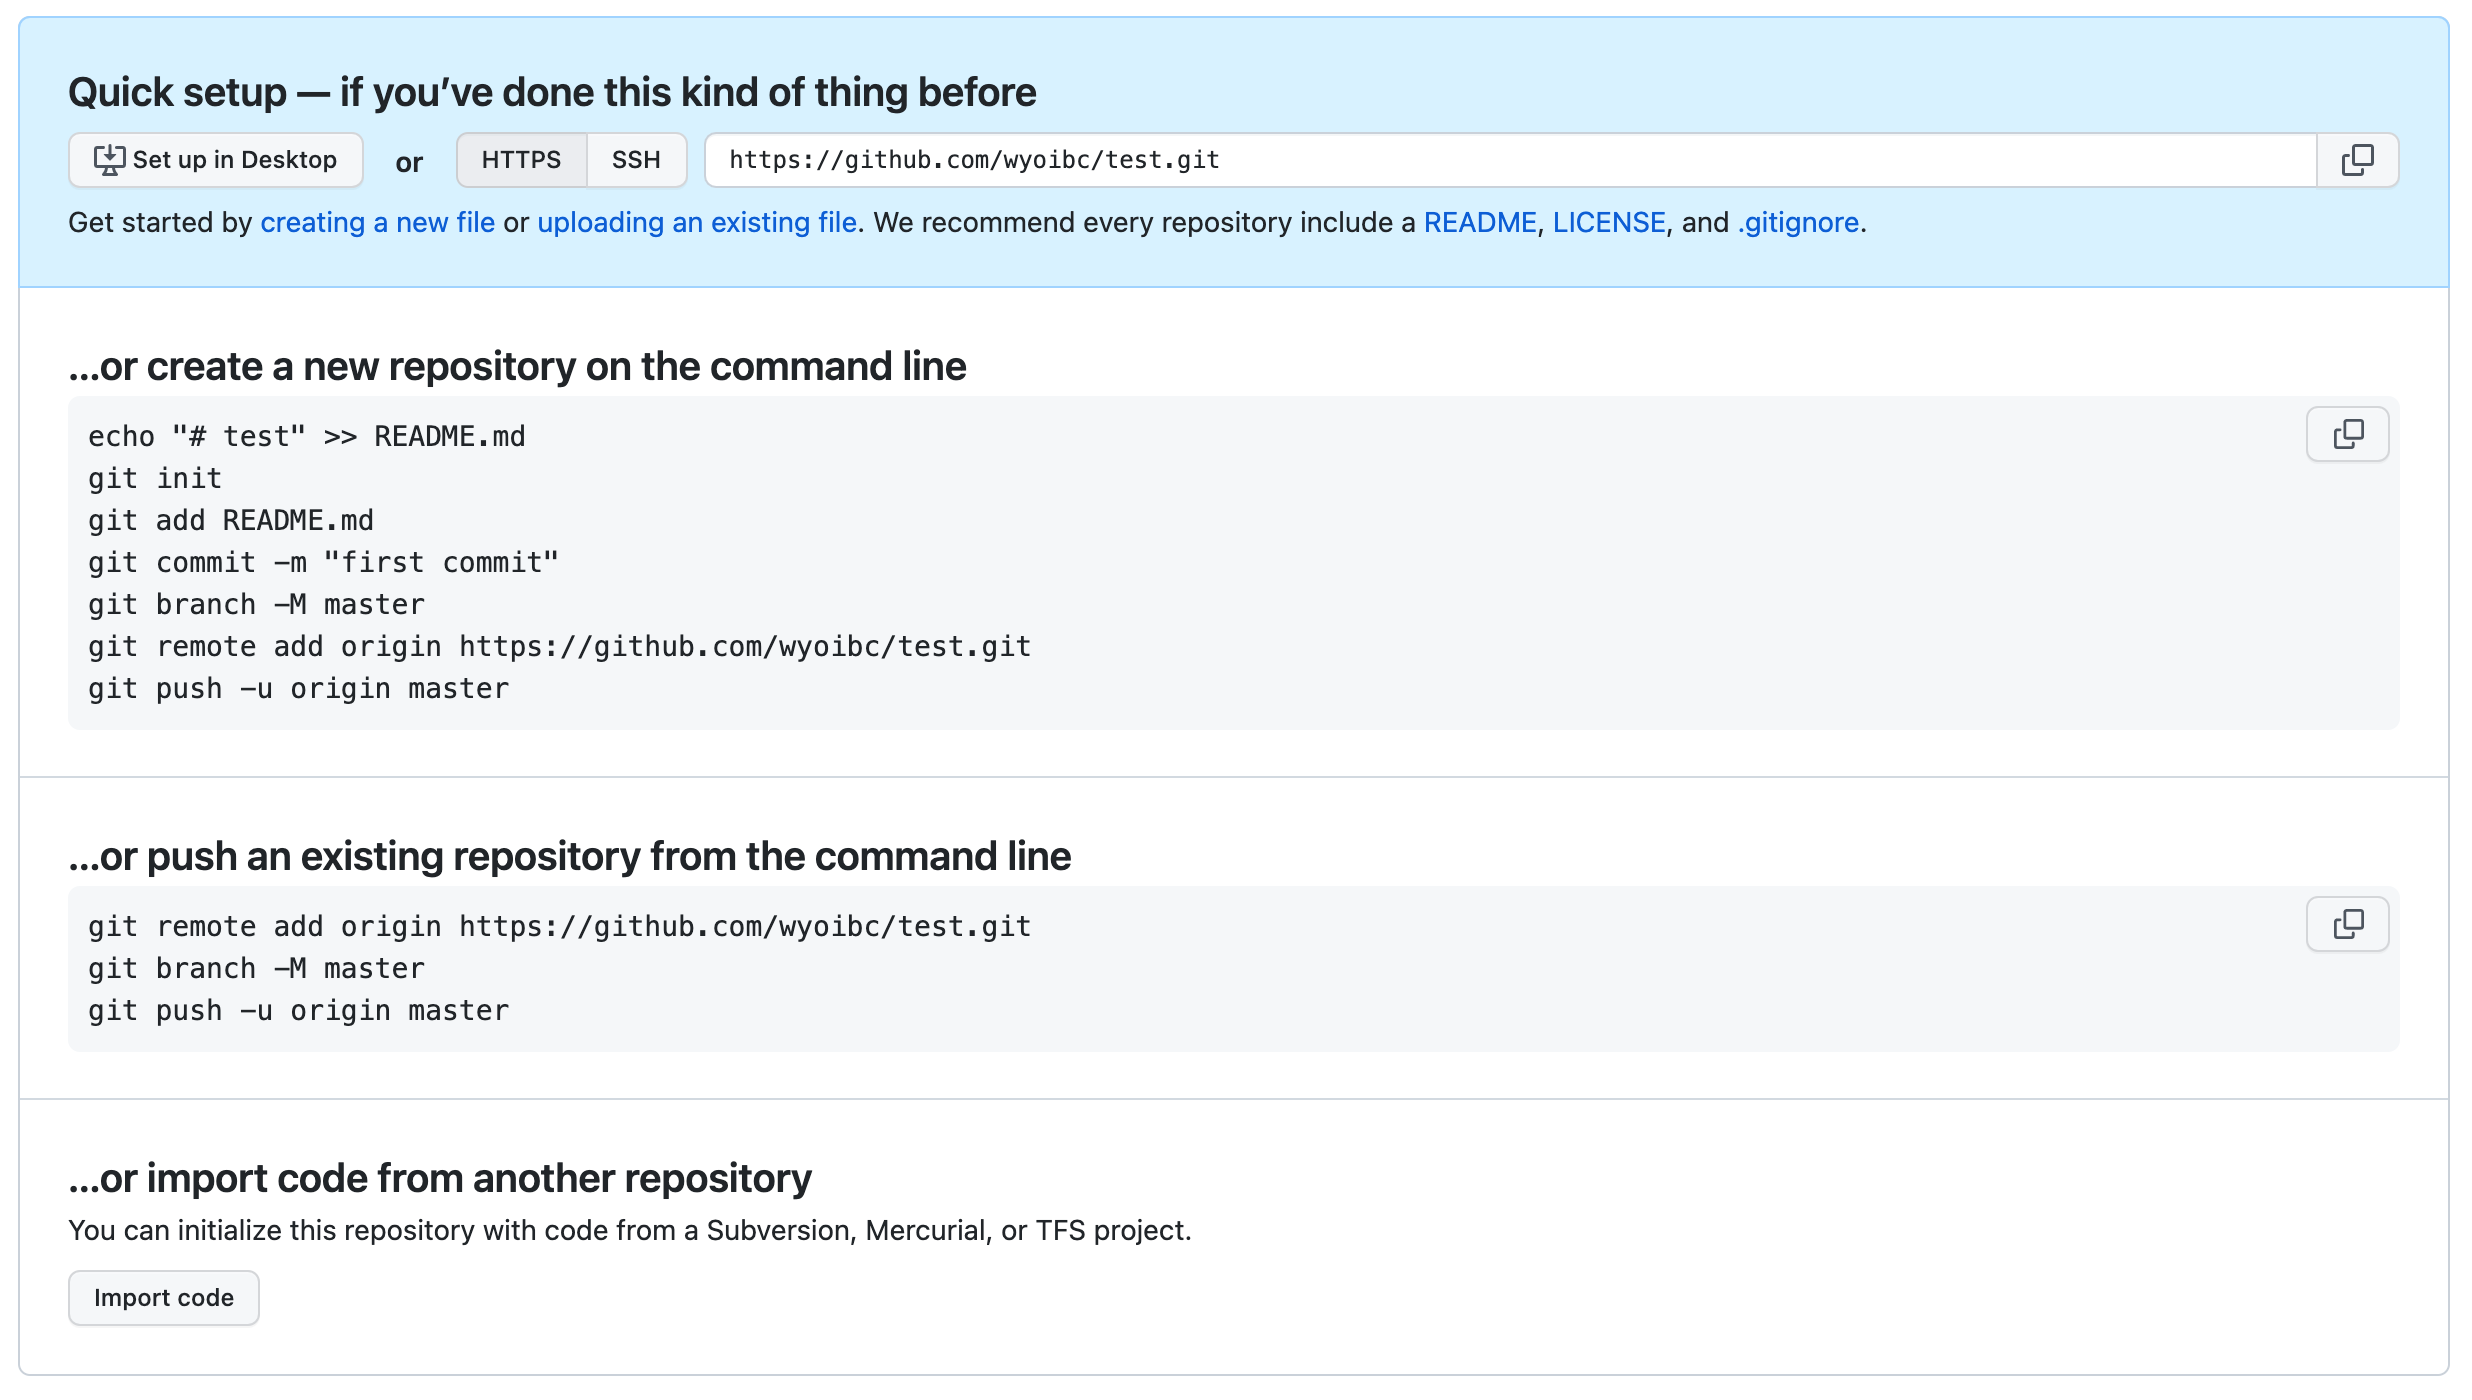 Quick setup — if you’ve done this kind of thing before
Set up in Desktop or HTTPS SSH https://github.com/wyoibc/test.git
Get started by creating a new file or uploading an existing file. We recommend every repository include a README, LICENSE, and .gitignore.
…or create a new repository on the command line
echo "# test" >> README.md
git init
git add README.md
git commit -m "first commit"
git branch -M master
git remote add origin https://github.com/wyoibc/test.git
git push -u origin master
…or push an existing repository from the command line
git remote add origin https://github.com/wyoibc/test.git
git branch -M master
git push -u origin master
…or import code from another repository
You can initialize this repository with code from a Subversion, Mercurial, or TFS project.
Import code